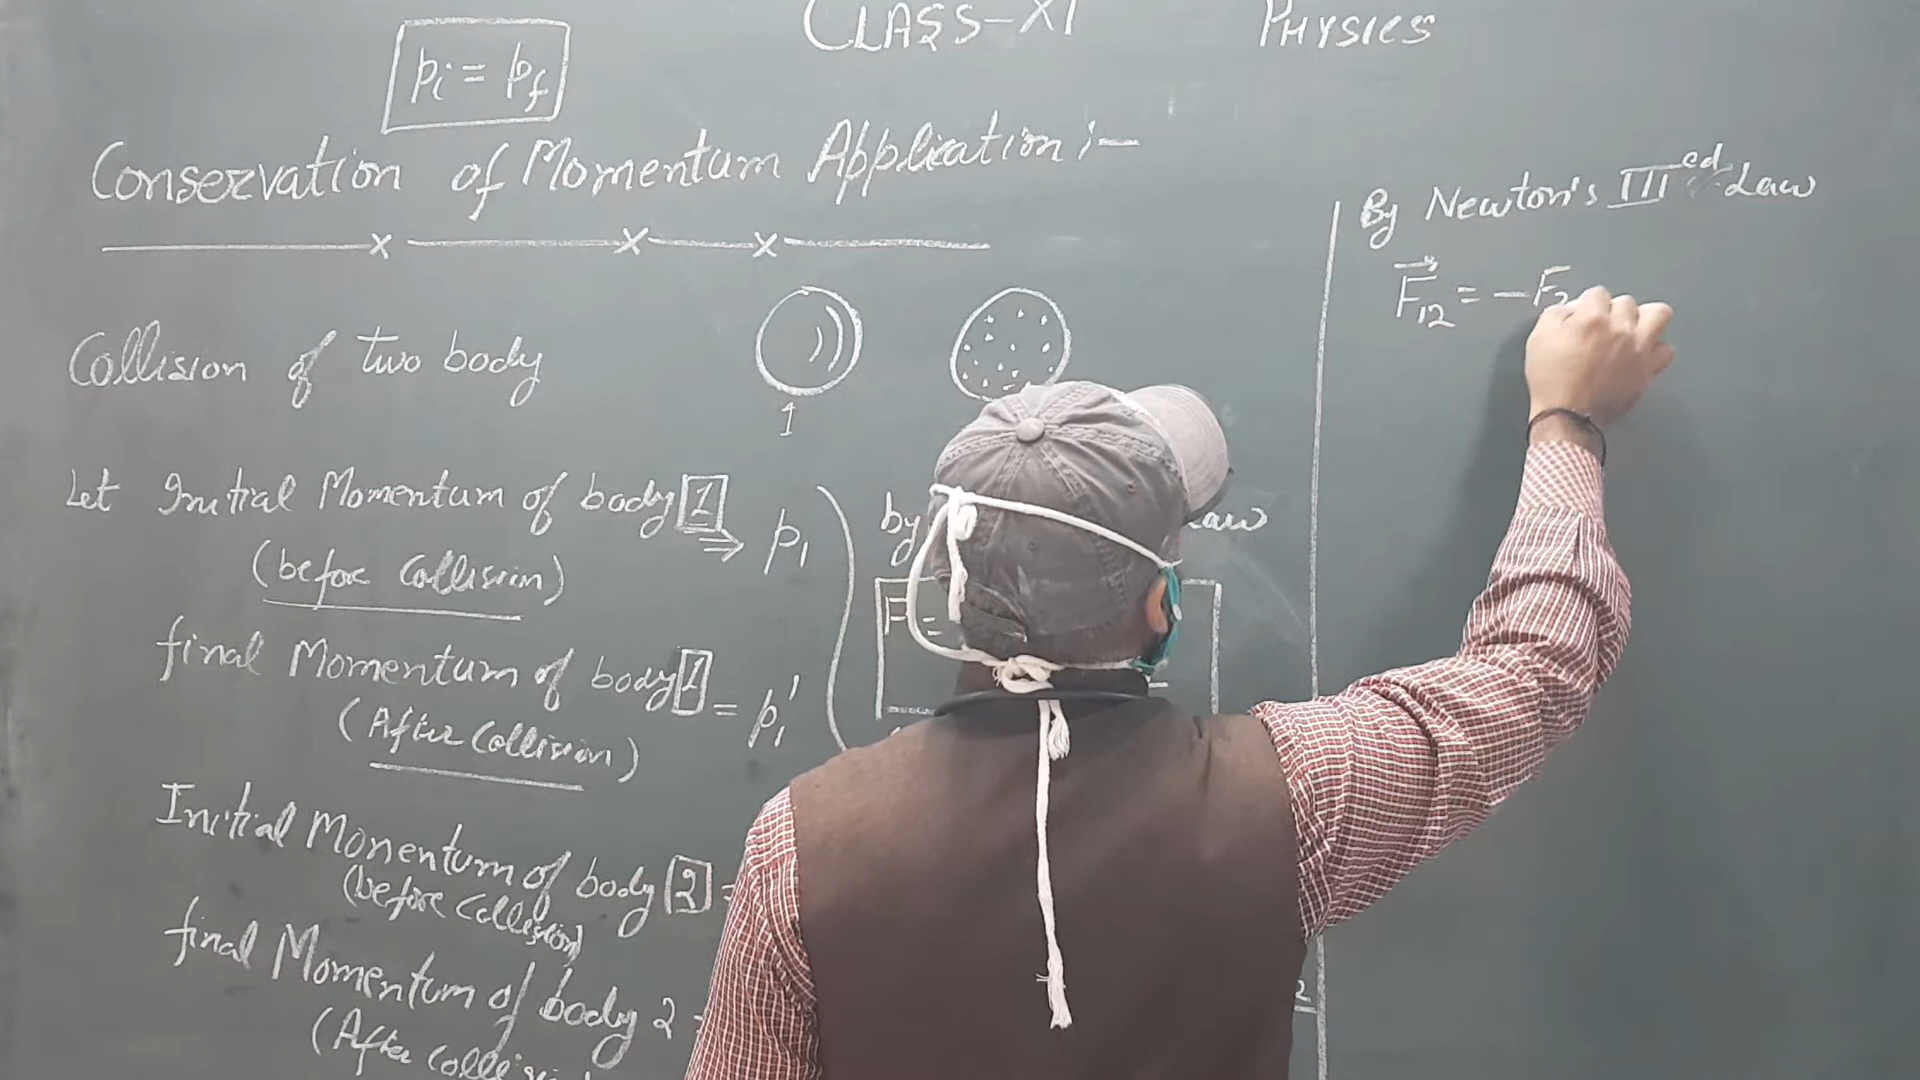 CLASS-XI PHYSICS
pi = pf
Conservation of Momentum Application :-
Collision of two body
1
Let Initial Momentum of body 1 ⇒ p1
(before Collision)
final Momentum of body 1 = p1'
(After Collision)
Initial Momentum of body 2 =
(before Collision)
final Momentum of body 2 =
(After Collision)
by Law
F =
2
By Newton's IIIed Law
F12 = -F2